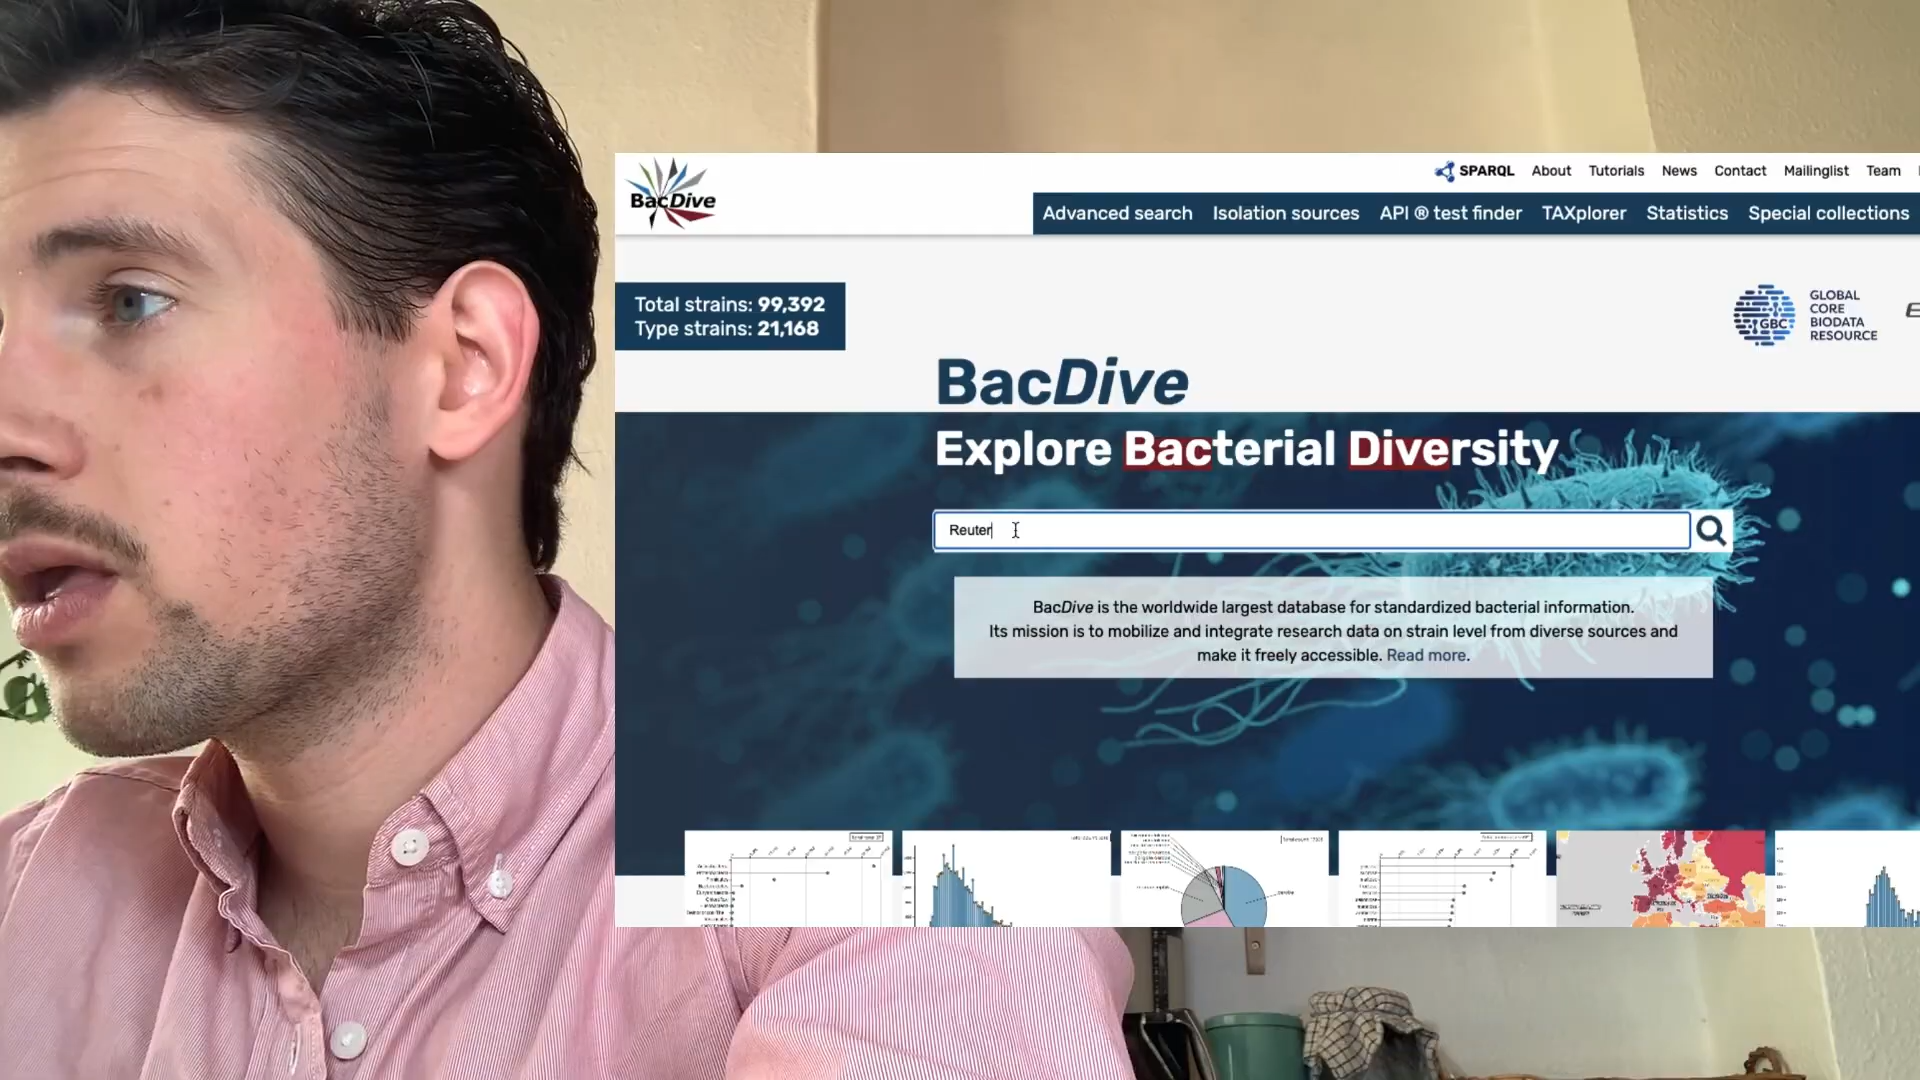 BacDive
SPARQL About Tutorials News Contact Mailinglist Team
Advanced search Isolation sources API ® test finder TAXplorer Statistics Special collections
Total strains: 99,392
Type strains: 21,168
GBC
GLOBAL
CORE
BIODATA
RESOURCE
BacDive
Explore Bacterial Diversity
Reuter
BacDive is the worldwide largest database for standardized bacterial information.
Its mission is to mobilize and integrate research data on strain level from diverse sources and
make it freely accessible. Read more.